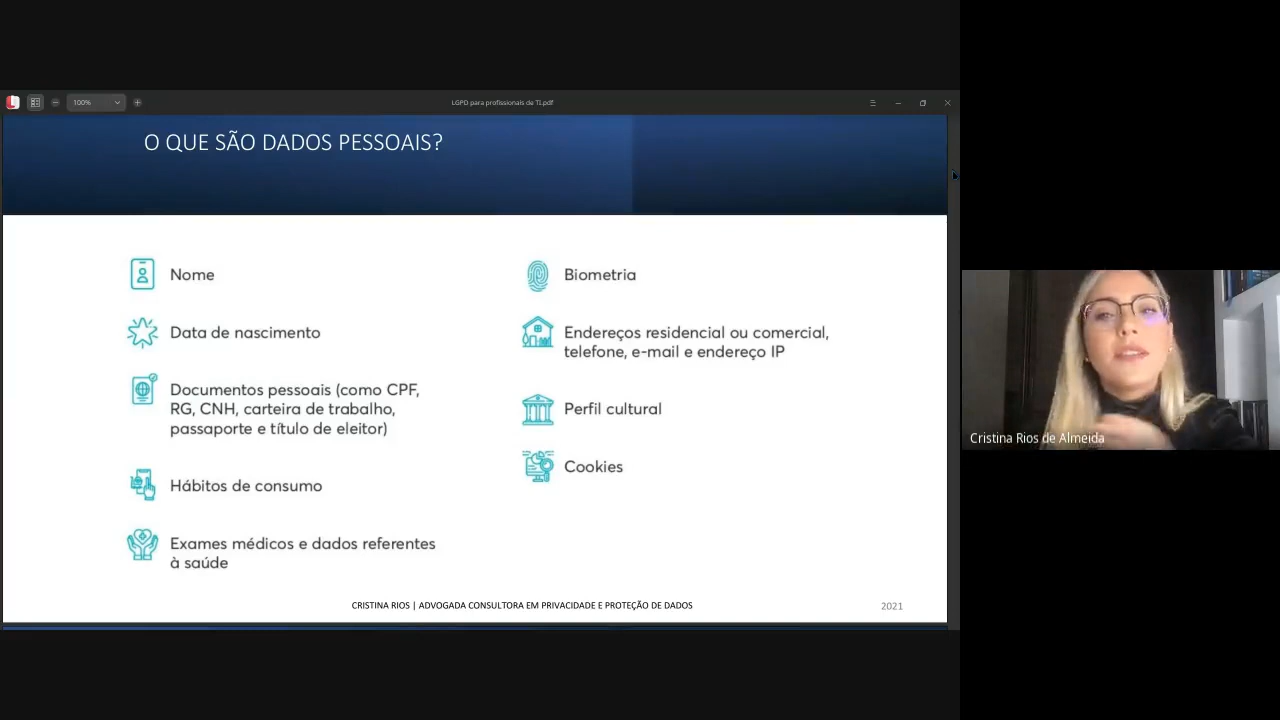 100%
LGPD para profissionais de TI.pdf
O QUE SÃO DADOS PESSOAIS?
Nome
Data de nascimento
Documentos pessoais (como CPF,
RG, CNH, carteira de trabalho,
passaporte e título de eleitor)
Hábitos de consumo
Exames médicos e dados referentes
à saúde
Biometria
Endereços residencial ou comercial,
telefone, e-mail e endereço IP
Perfil cultural
Cookies
CRISTINA RIOS | ADVOGADA CONSULTORA EM PRIVACIDADE E PROTEÇÃO DE DADOS
2021
Cristina Rios de Almeida